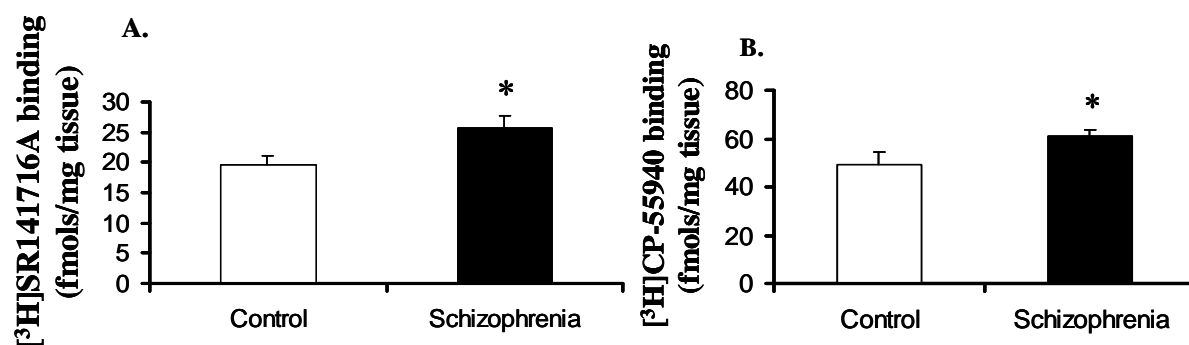 A.
[³H]SR141716A binding
(fmols/mg tissue)
30
25
20
15
10
5
0
*
Control
Schizophrenia
B.
[³H]CP-55940 binding
(fmols/mg tissue)
80
60
40
20
0
*
Control
Schizophrenia